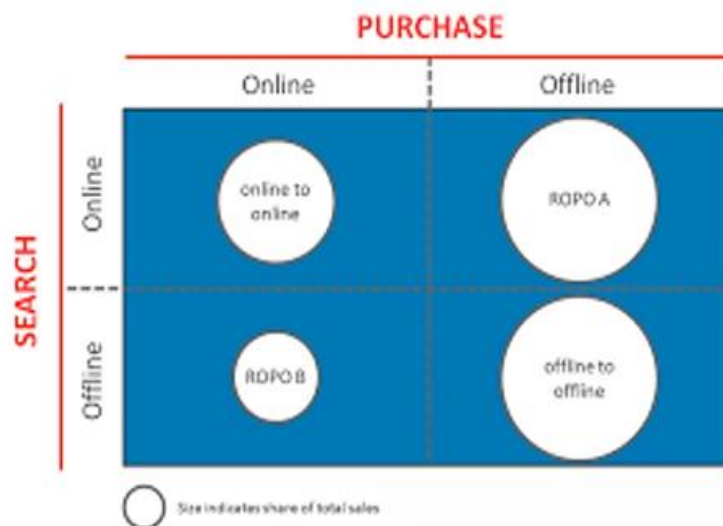 PURCHASE
Online
Offline
SEARCH
Online
online to
online
ROPO A
Offline
ROPO B
offline to
offline
Size indicates share of total sales